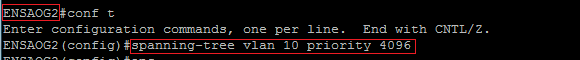 ENSAOG2#conf t
Enter configuration commands, one per line.  End with CNTL/Z.
ENSAOG2(config)#spanning-tree vlan 10 priority 4096